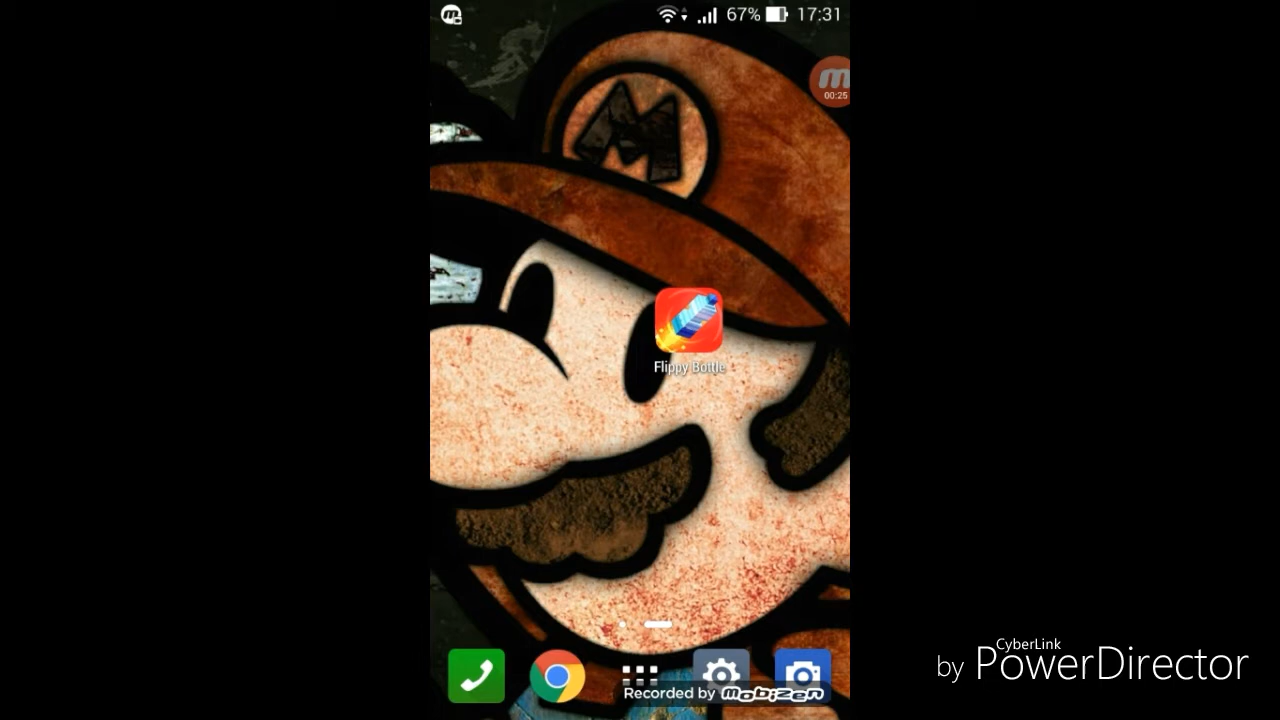 67% 17:31
00:25
M
Flippy Bottle
Recorded by mobizen
CyberLink
by PowerDirector